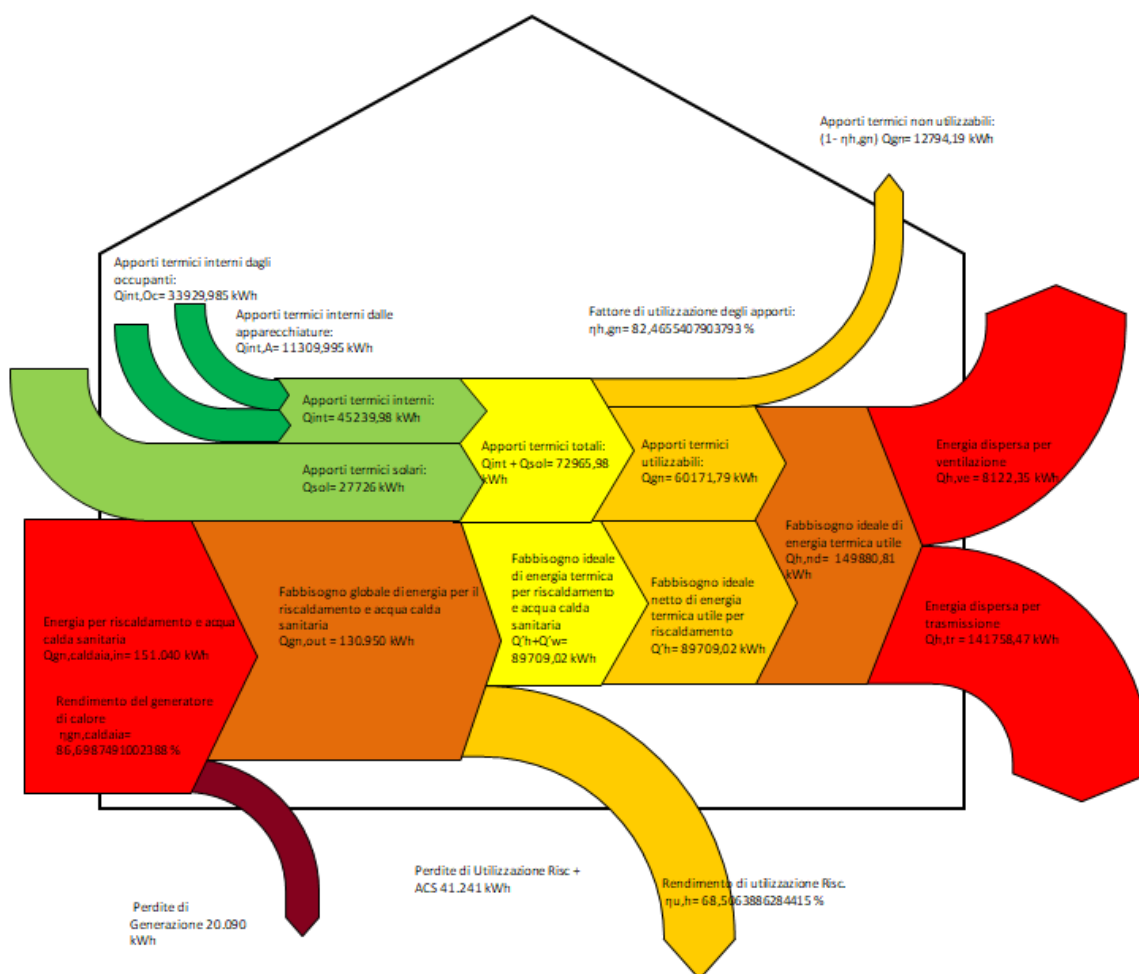 Apporti termici non utilizzabili:
(1- ηh,gn) Qgn= 12794,19 kWh
Apporti termici interni dagli
occupanti:
Qint,Oc= 33929,985 kWh
Apporti termici interni dalle
apparecchiature:
Qint,A= 11309,995 kWh
Fattore di utilizzazione degli apporti:
ηh,gn= 82,4655407903793 %
Apporti termici interni:
Qint= 45239,98 kWh
Apporti termici solari:
Qsol= 27726 kWh
Apporti termici totali:
Qint + Qsol= 72965,98
kWh
Apporti termici
utilizzabili:
Qgn= 60171,79 kWh
Energia dispersa per
ventilazione
Qh,ve = 8122,35 kWh
Fabbisogno ideale di
energia termica utile
Qh,nd= 149880,81
kWh
Energia per riscaldamento e acqua
calda sanitaria
Qgn,caldaia,in= 151.040 kWh
Rendimento del generatore
di calore
ηgn,caldaia=
86,6987491002388 %
Fabbisogno globale di energia per il
riscaldamento e acqua calda
sanitaria
Qgn,out = 130.950 kWh
Fabbisogno ideale
di energia termica
per riscaldamento
e acqua calda
sanitaria
Q'h+Q'w=
89709,02 kWh
Fabbisogno ideale
netto di energia
termica utile per
riscaldamento
Q'h= 89709,02 kWh
Energia dispersa per
trasmissione
Qh,tr = 141758,47 kWh
Perdite di
Generazione 20.090
kWh
Perdite di Utilizzazione Risc +
ACS 41.241 kWh
Rendimento di utilizzazione Risc.
ηu,h= 68,5063886284415 %